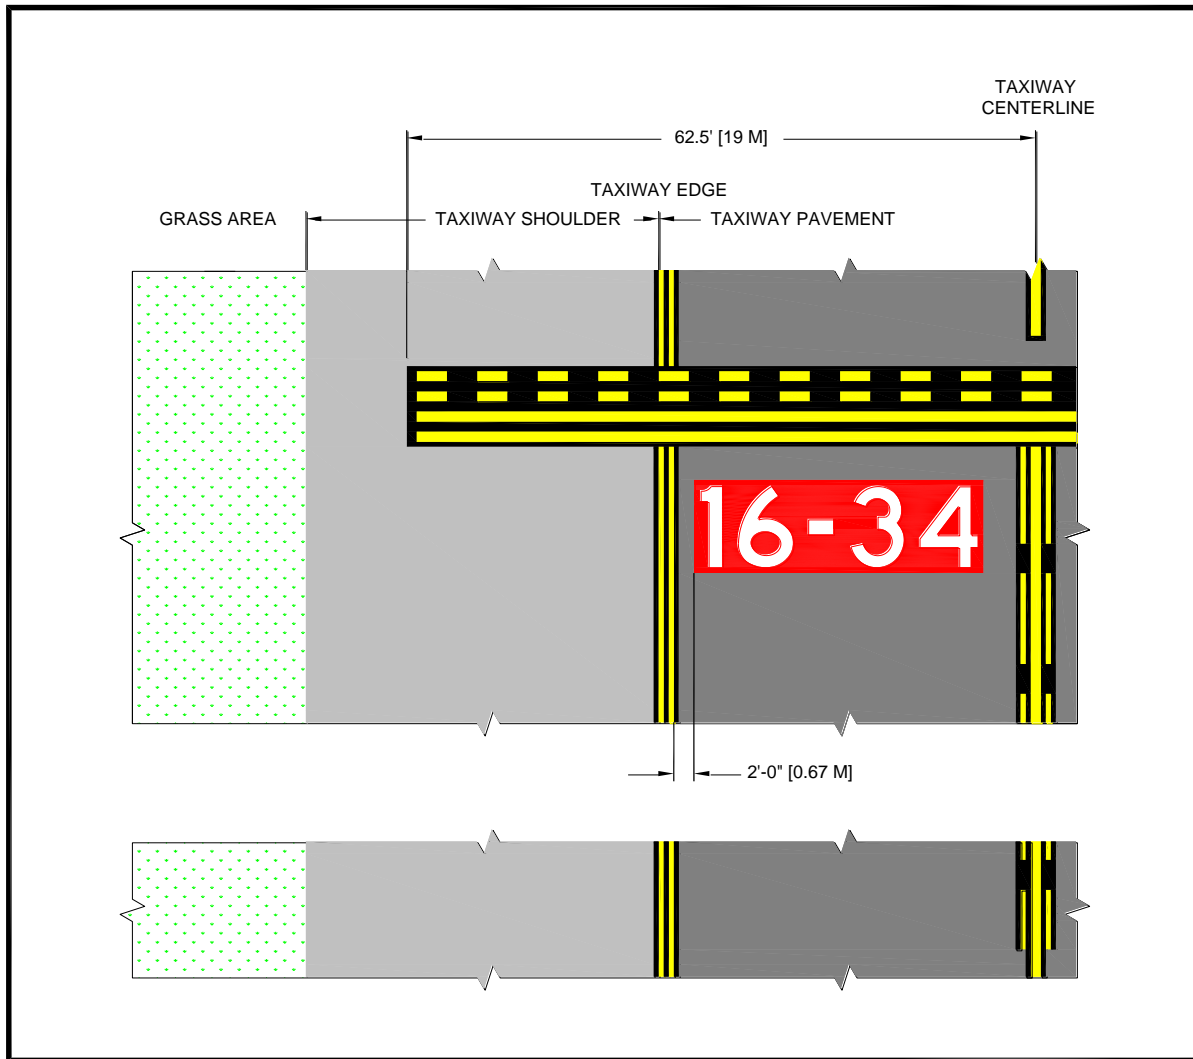 TAXIWAY
CENTERLINE
62.5' [19 M]
TAXIWAY EDGE
GRASS AREA
TAXIWAY SHOULDER
TAXIWAY PAVEMENT
16-34
2'-0" [0.67 M]